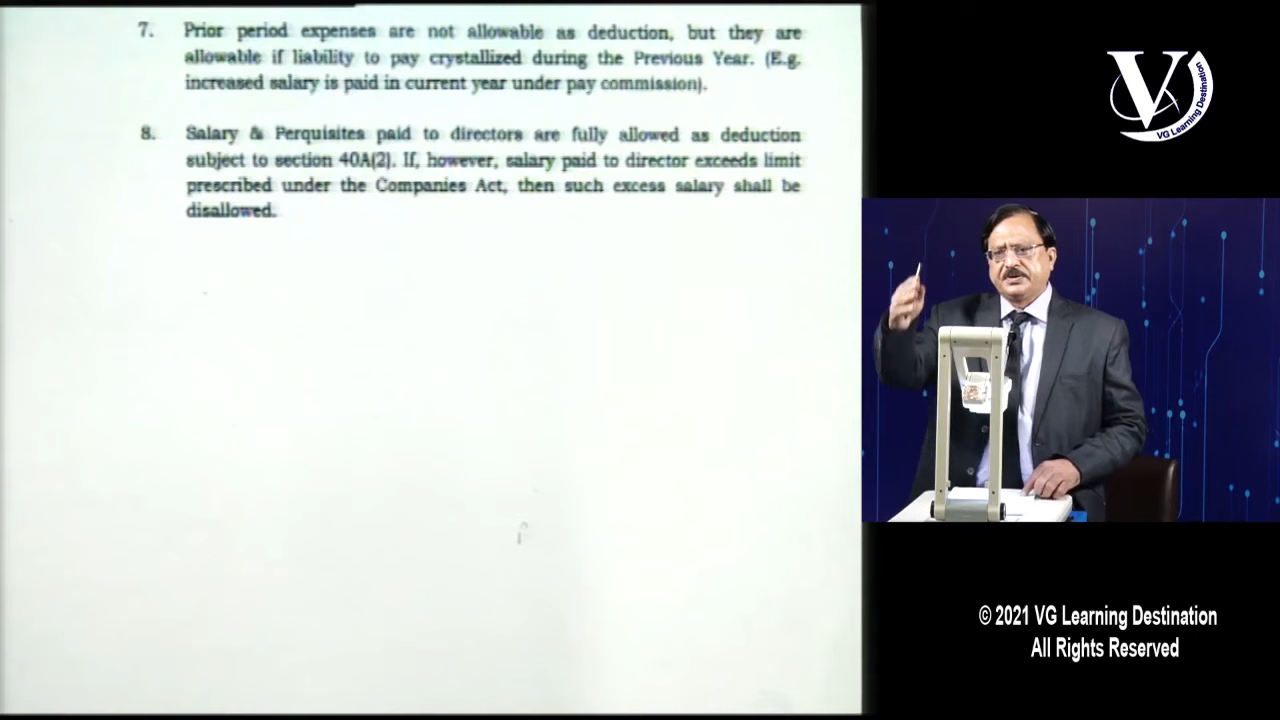 7. Prior period expenses are not allowable as deduction, but they are
allowable if liability to pay crystallized during the Previous Year. (E.g.
increased salary is paid in current year under pay commission).
8. Salary & Perquisites paid to directors are fully allowed as deduction
subject to section 40A(2). If, however, salary paid to director exceeds limit
prescribed under the Companies Act, then such excess salary shall be
disallowed.
V
VG Learning Destination
© 2021 VG Learning Destination
All Rights Reserved